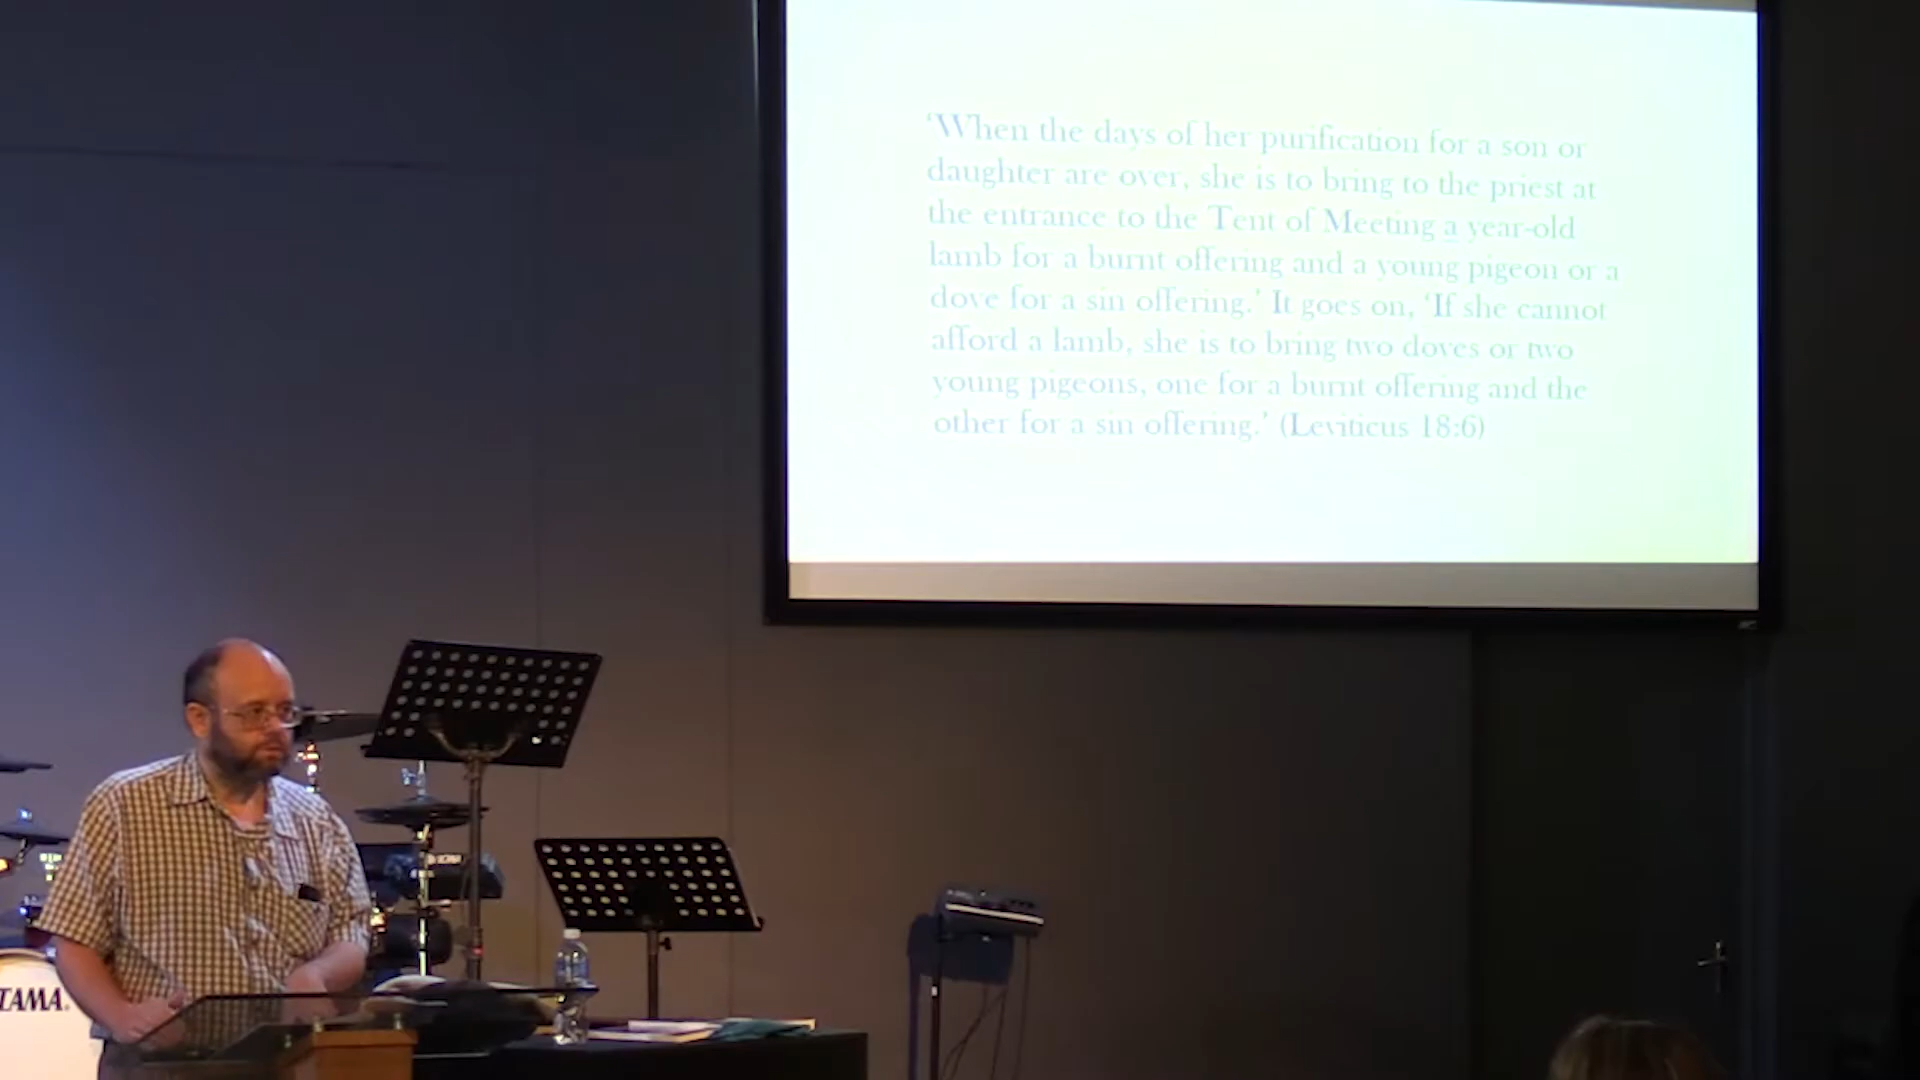 ‘When the days of her purification for a son or
daughter are over, she is to bring to the priest at
the entrance to the Tent of Meeting a year-old
lamb for a burnt offering and a young pigeon or a
dove for a sin offering.’ It goes on, ‘If she cannot
afford a lamb, she is to bring two doves or two
young pigeons, one for a burnt offering and the
other for a sin offering.’ (Leviticus 18:6)
TAMA